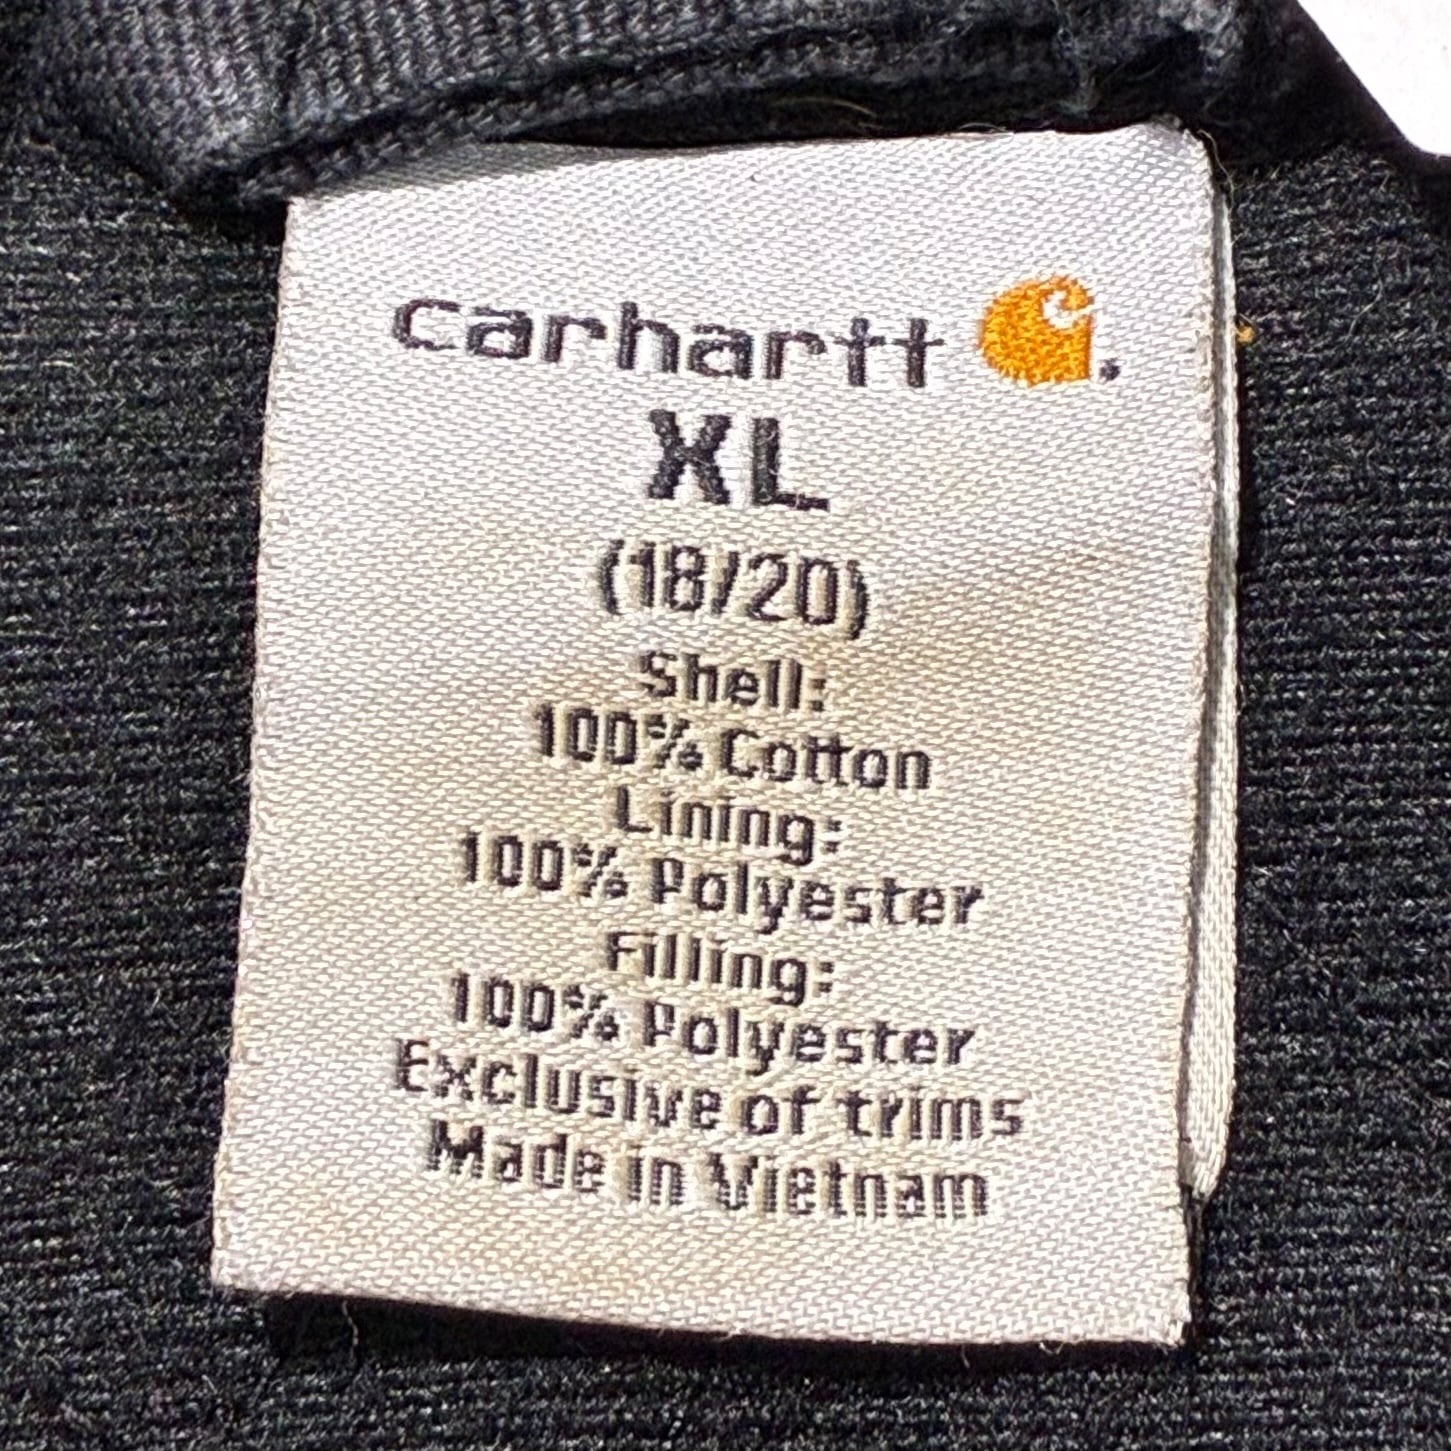 carhartt
XL
(18/20)
Shell:
100% Cotton
Lining:
100% Polyester
Filling:
100% Polyester
Exclusive of trims
Made in Vietnam